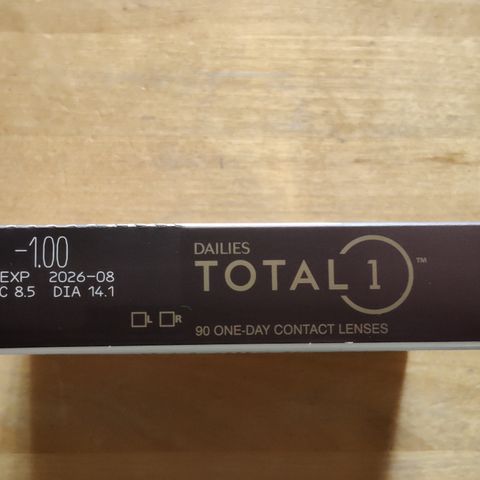 -1.00
EXP 2026-08
C 8.5 DIA 14.1
L R
DAILIES
TOTAL 1™
90 ONE-DAY CONTACT LENSES